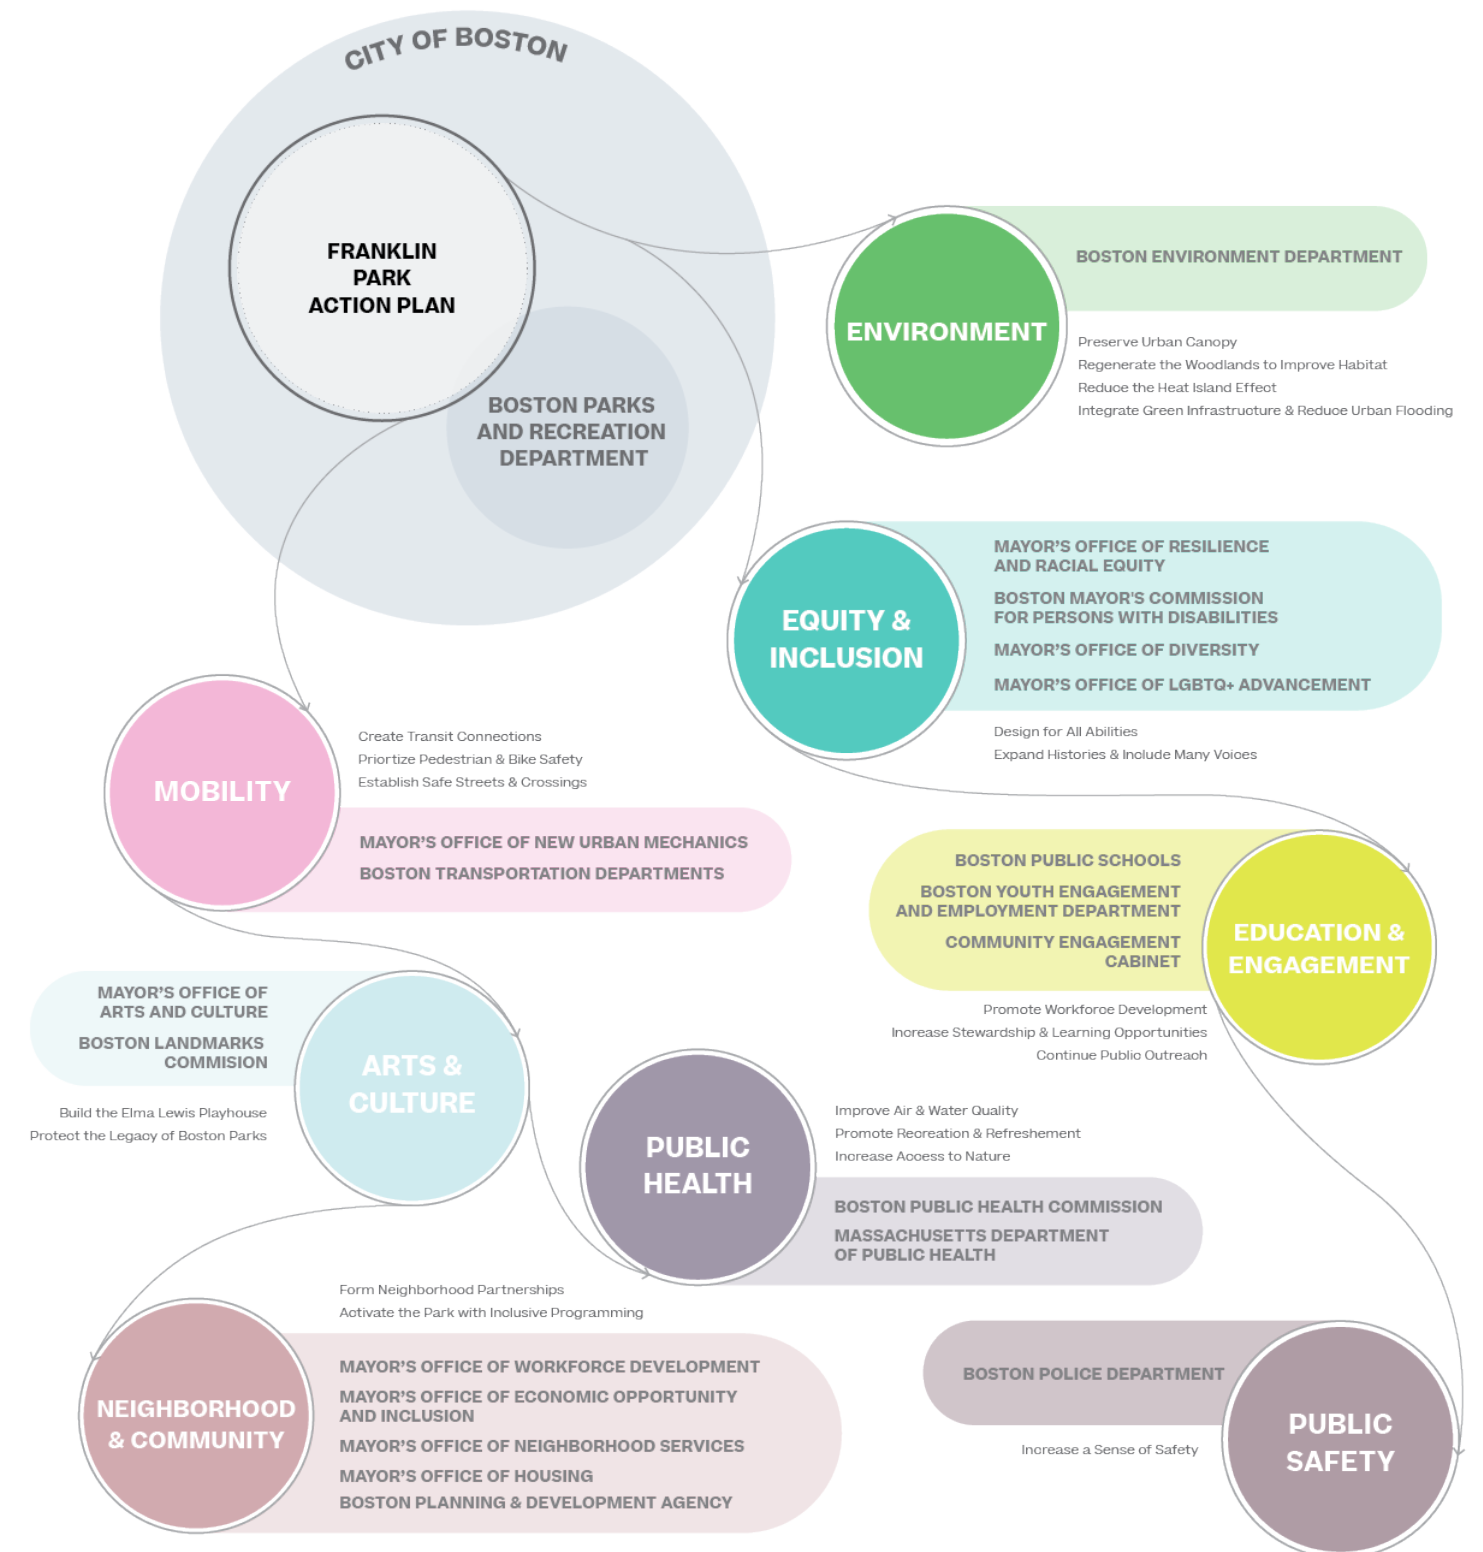 CITY OF BOSTON
FRANKLIN
PARK
ACTION PLAN
BOSTON PARKS
AND RECREATION
DEPARTMENT
ENVIRONMENT
BOSTON ENVIRONMENT DEPARTMENT
Preserve Urban Canopy
Regenerate the Woodlands to Improve Habitat
Reduce the Heat Island Effect
Integrate Green Infrastructure & Reduce Urban Flooding
EQUITY &
INCLUSION
MAYOR'S OFFICE OF RESILIENCE
AND RACIAL EQUITY
BOSTON MAYOR'S COMMISSION
FOR PERSONS WITH DISABILITIES
MAYOR'S OFFICE OF DIVERSITY
MAYOR'S OFFICE OF LGBTQ+ ADVANCEMENT
Design for All Abilities
Expand Histories & Include Many Voices
MOBILITY
Create Transit Connections
Priortize Pedestrian & Bike Safety
Establish Safe Streets & Crossings
MAYOR'S OFFICE OF NEW URBAN MECHANICS
BOSTON TRANSPORTATION DEPARTMENTS
BOSTON PUBLIC SCHOOLS
BOSTON YOUTH ENGAGEMENT
AND EMPLOYMENT DEPARTMENT
COMMUNITY ENGAGEMENT
CABINET
EDUCATION &
ENGAGEMENT
Promote Workforce Development
Increase Stewardship & Learning Opportunities
Continue Public Outreach
MAYOR'S OFFICE OF
ARTS AND CULTURE
BOSTON LANDMARKS
COMMISION
ARTS &
CULTURE
Build the Elma Lewis Playhouse
Protect the Legacy of Boston Parks
PUBLIC
HEALTH
Improve Air & Water Quality
Promote Recreation & Refreshement
Increase Access to Nature
BOSTON PUBLIC HEALTH COMMISSION
MASSACHUSETTS DEPARTMENT
OF PUBLIC HEALTH
Form Neighborhood Partnerships
Activate the Park with Inclusive Programming
NEIGHBORHOOD
& COMMUNITY
MAYOR'S OFFICE OF WORKFORCE DEVELOPMENT
MAYOR'S OFFICE OF ECONOMIC OPPORTUNITY
AND INCLUSION
MAYOR'S OFFICE OF NEIGHBORHOOD SERVICES
MAYOR'S OFFICE OF HOUSING
BOSTON PLANNING & DEVELOPMENT AGENCY
BOSTON POLICE DEPARTMENT
Increase a Sense of Safety
PUBLIC
SAFETY